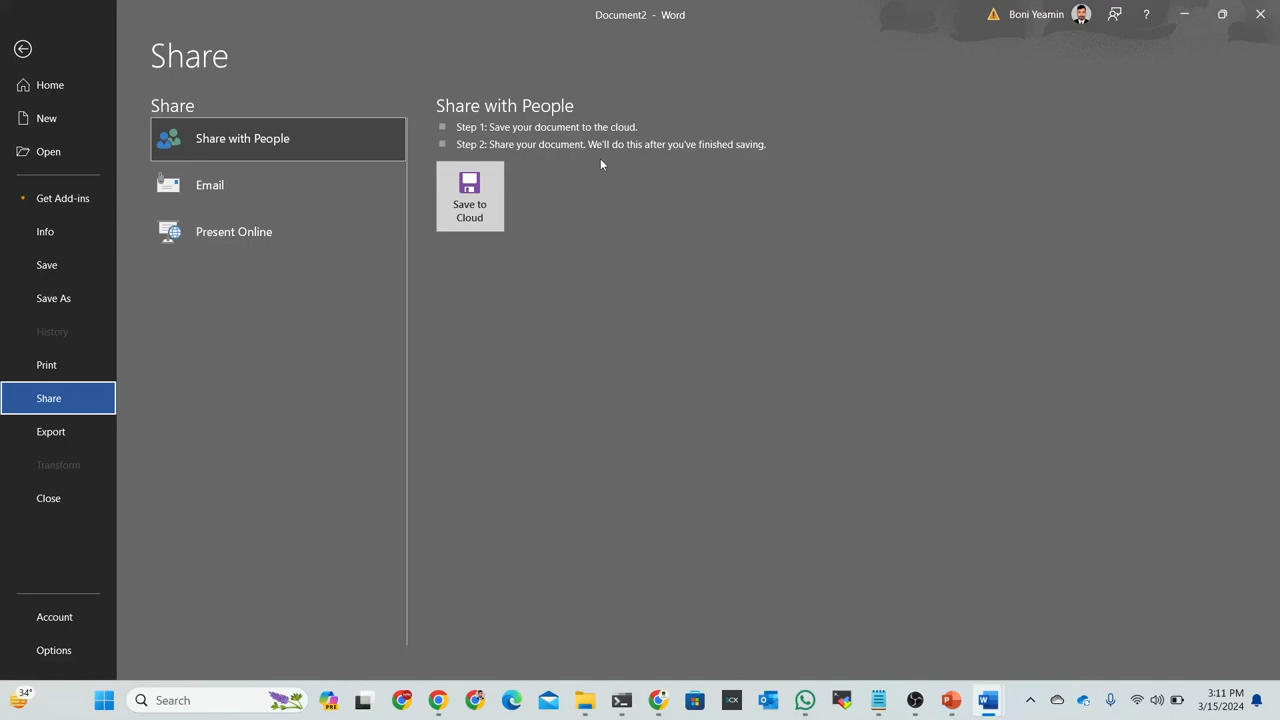 Document2 - Word
Boni Yeamin
?
Share
Home
New
Open
Get Add-ins
Info
Save
Save As
History
Print
Share
Export
Transform
Close
Account
Options
Share
Share with People
Email
Present Online
Share with People
Step 1: Save your document to the cloud.
Step 2: Share your document. We'll do this after you've finished saving.
Save to
Cloud
34°
Search
PRE
3:11 PM
3/15/2024